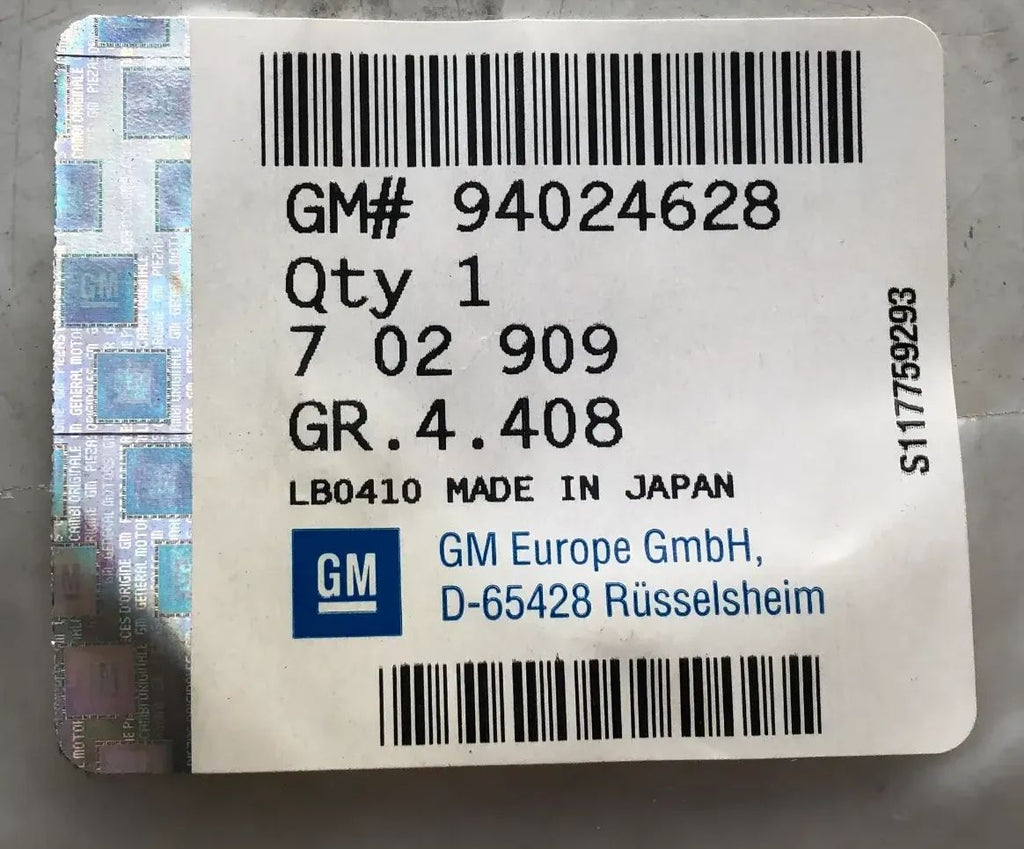 GM# 94024628
Qty 1
7 02 909
GR.4.408
LB0410 MADE IN JAPAN
GM
GM Europe GmbH,
D-65428 Rüsselsheim
S117759293